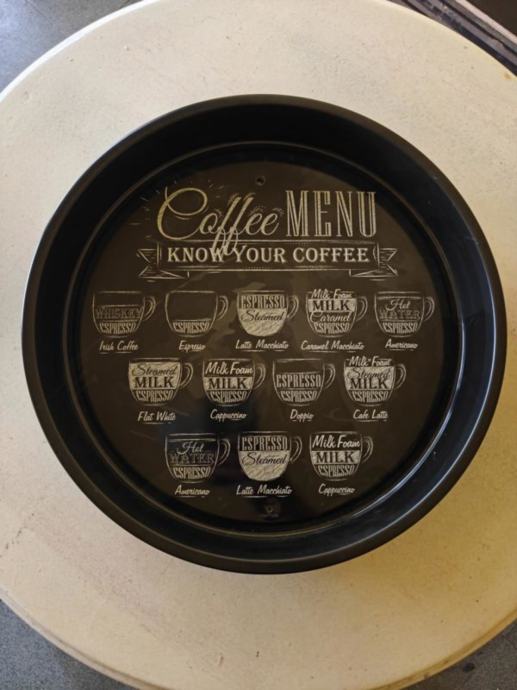 Coffee MENU
KNOW YOUR COFFEE
WHISKEY
ESPRESSO
Irish Coffee
ESPRESSO
Espresso
ESPRESSO
Steamed
Latte Macchiato
Milk Foam
MILK
Caramel
ESPRESSO
Caramel Macchiato
Hot
WATER
ESPRESSO
Americano
Steamed
MILK
ESPRESSO
Flat White
Milk Foam
MILK
ESPRESSO
Cappuccino
ESPRESSO
ESPRESSO
Doppio
Milk Foam
Steamed
MILK
ESPRESSO
Cafe Latte
Hot
WATER
ESPRESSO
Americano
ESPRESSO
Steamed
Latte Macchiato
Milk Foam
MILK
ESPRESSO
Cappuccino